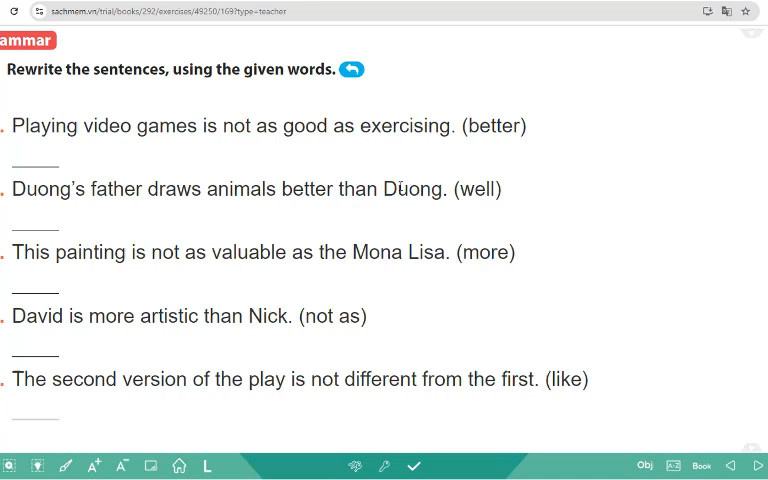 sachmem.vn/trial/books/292/exercises/49250/169?type=teacher
ammar
Rewrite the sentences, using the given words.
. Playing video games is not as good as exercising. (better)
. Duong’s father draws animals better than Duong. (well)
. This painting is not as valuable as the Mona Lisa. (more)
. David is more artistic than Nick. (not as)
. The second version of the play is not different from the first. (like)
A+ A- L Obj A-Z Book